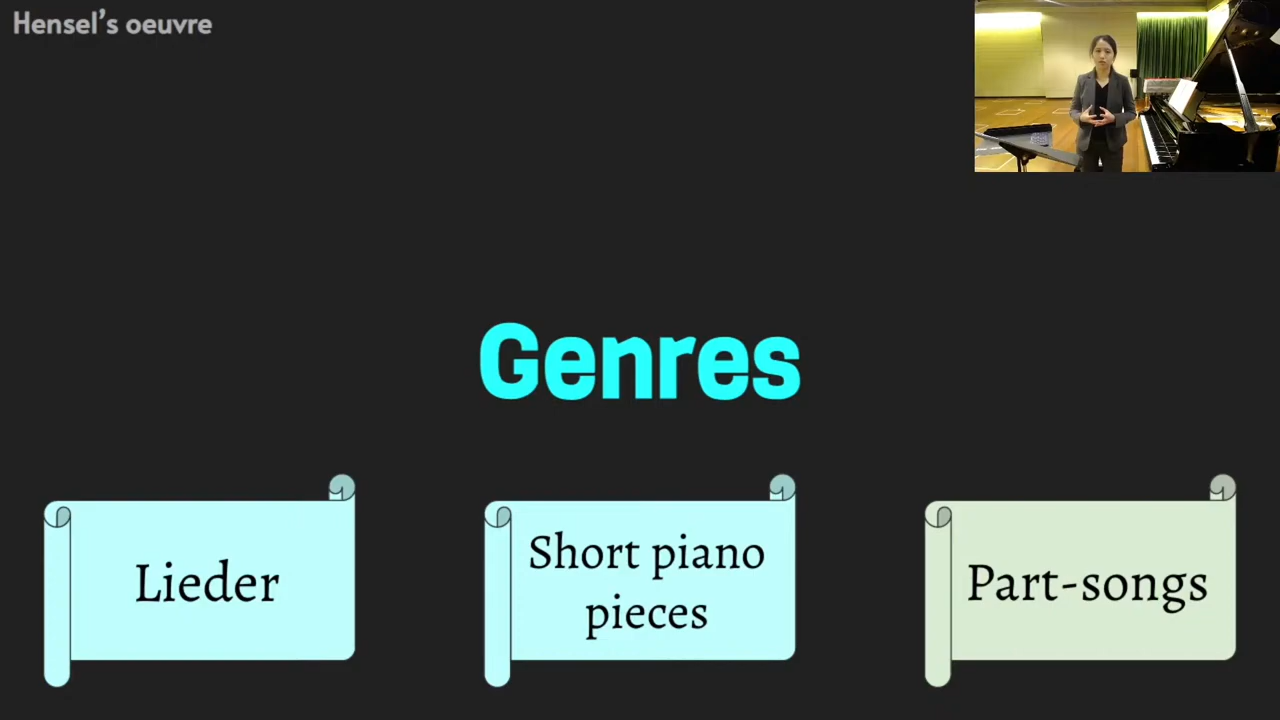 Hensel's oeuvre
Genres
Lieder
Short piano
pieces
Part-songs